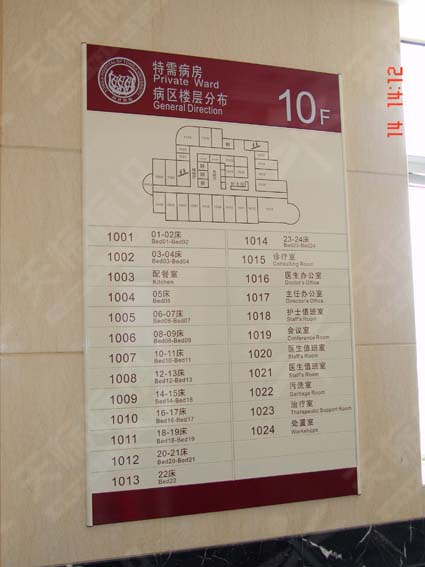 特需病房
Private Ward
病区楼层分布
General Direction
10F
1001 01-02床
Bed01-Bed02
1002 03-04床
Bed03-Bed04
1003 配餐室
Kitchen
1004 05床
Bed05
1005 06-07床
Bed06-Bed07
1006 08-09床
Bed08-Bed09
1007 10-11床
Bed10-Bed11
1008 12-13床
Bed12-Bed13
1009 14-15床
Bed14-Bed15
1010 16-17床
Bed16-Bed17
1011 18-19床
Bed18-Bed19
1012 20-21床
Bed20-Bed21
1013 22床
Bed22
1014 23-24床
Bed23-Bed24
1015 诊疗室
Consulting Room
1016 医生办公室
Doctor's Office
1017 主任办公室
Director's Office
1018 护士值班室
Staff's Room
1019 会议室
Conference Room
1020 医生值班室
Staff's Room
1021 医生值班室
Staff's Room
1022 污洗室
Garbage Room
1023 治疗室
Therapeutic Support Room
1024 处置室
Workshops
14 14:12